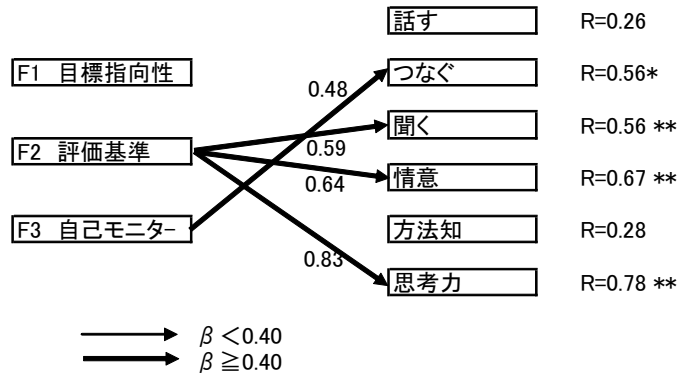 話す R=0.26
F1 目標指向性
つなぐ R=0.56*
0.48
聞く R=0.56 **
F2 評価基準
0.59
0.64
情意 R=0.67 **
F3 自己モニター
方法知 R=0.28
0.83
思考力 R=0.78 **
β＜0.40
β≧0.40